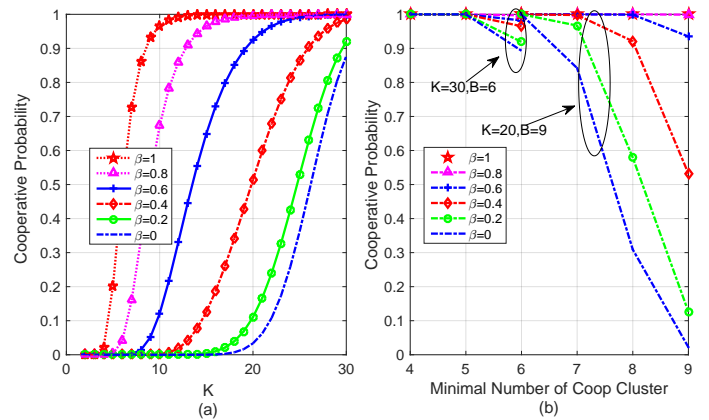 1
0.9
0.8
0.7
0.6
0.5
0.4
0.3
0.2
0.1
0
Cooperative Probability
β=1
β=0.8
β=0.6
β=0.4
β=0.2
β=0
0
10
20
30
K
(a)
1
0.9
0.8
0.7
0.6
0.5
0.4
0.3
0.2
0.1
0
Cooperative Probability
K=30,B=6
K=20,B=9
β=1
β=0.8
β=0.6
β=0.4
β=0.2
β=0
4
5
6
7
8
9
Minimal Number of Coop Cluster
(b)